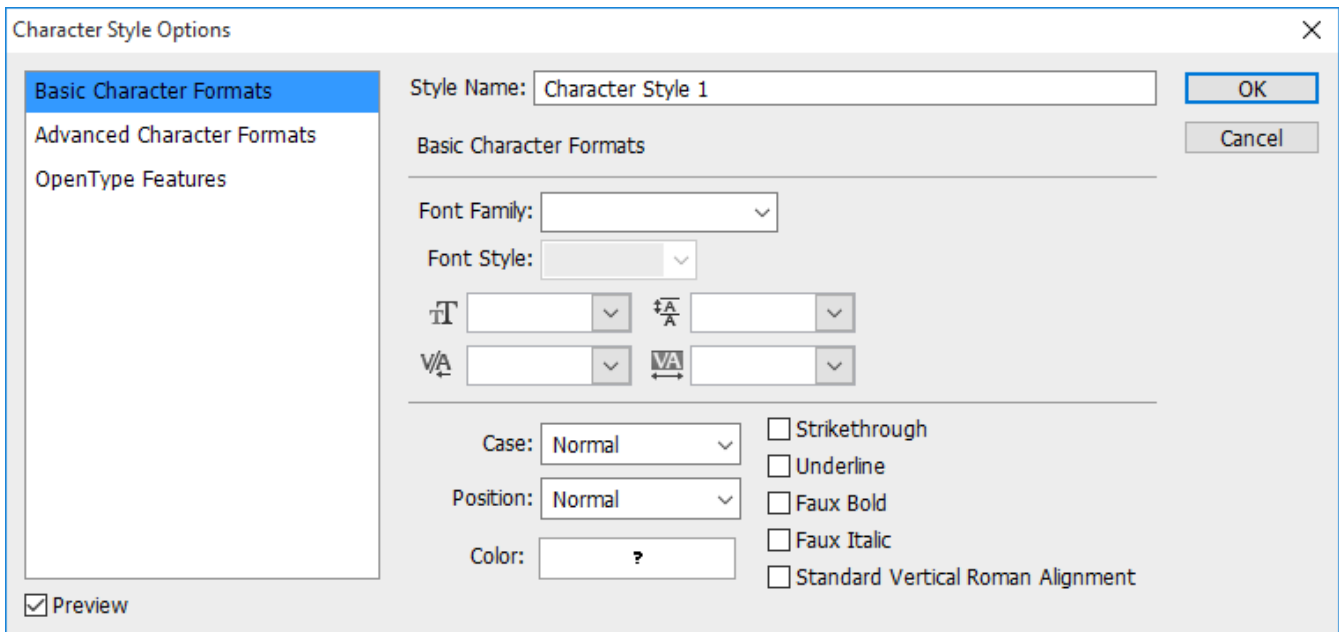 Character Style Options
Basic Character Formats
Advanced Character Formats
OpenType Features
Preview
Style Name: Character Style 1
Basic Character Formats
Font Family:
Font Style:
Case: Normal
Position: Normal
Color: ?
Strikethrough
Underline
Faux Bold
Faux Italic
Standard Vertical Roman Alignment
OK
Cancel